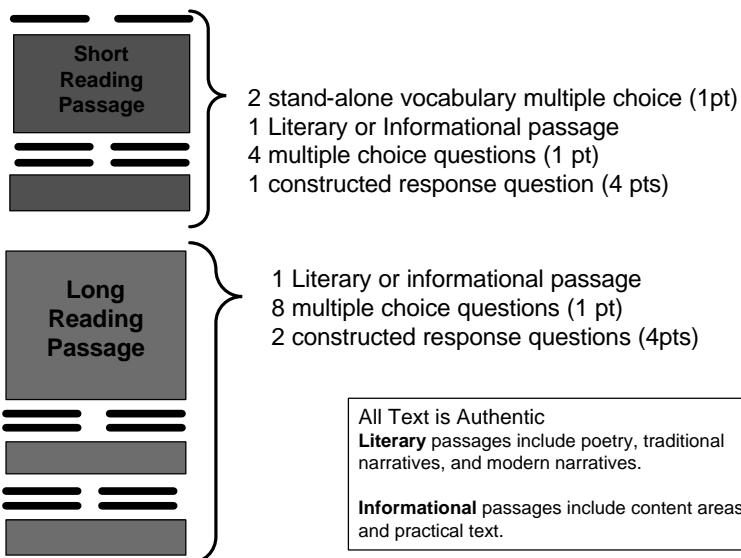 Short
Reading
Passage
2 stand-alone vocabulary multiple choice (1pt)
1 Literary or Informational passage
4 multiple choice questions (1 pt)
1 constructed response question (4 pts)
Long
Reading
Passage
1 Literary or informational passage
8 multiple choice questions (1 pt)
2 constructed response questions (4pts)
All Text is Authentic
Literary passages include poetry, traditional
narratives, and modern narratives.
Informational passages include content areas
and practical text.